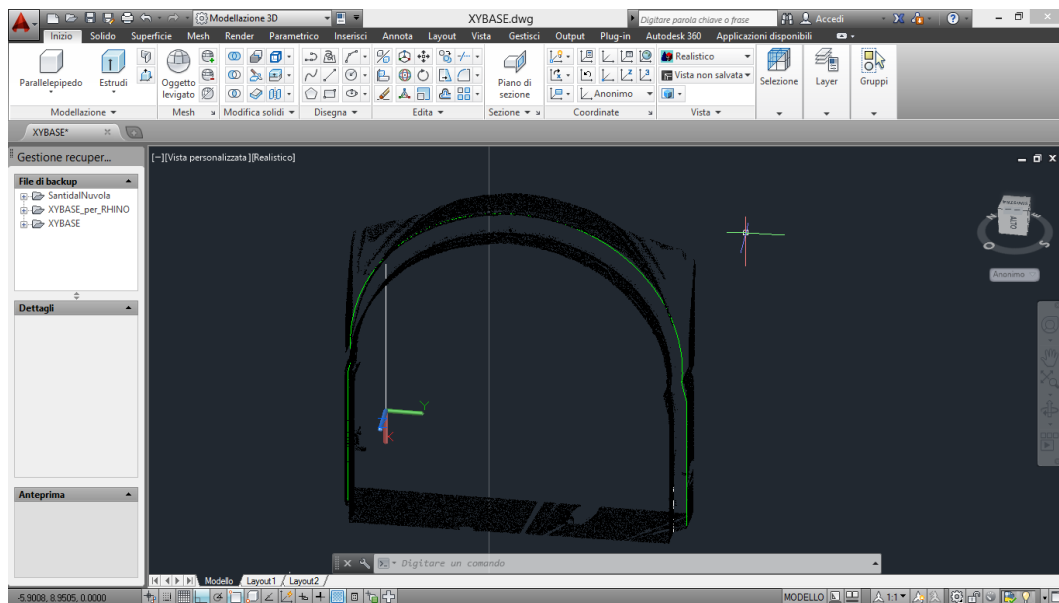 Modellazione 3D
XYBASE.dwg
Digitare parola chiave o frase
Accedi
Inizio Solido Superficie Mesh Render Parametrico Inserisci Annota Layout Vista Gestisci Output Plug-in Autodesk 360 Applicazioni disponibili
Parallelepipedo
Estrudi
Oggetto levigato
Piano di sezione
Realistico
Vista non salvata
Anonimo
Selezione
Layer
Gruppi
Modellazione Mesh Modifica solidi Disegna Edita Sezione Coordinate Vista
XYBASE*
Gestione recuper...
[−][Vista personalizzata][Realistico]
File di backup
SantidalNuvola
XYBASE_per_RHINO
XYBASE
ALTO
O
S
Anonimo
Dettagli
Y
X
Anteprima
Digitare un comando
Modello Layout1 Layout2
-5.9008, 8.9505, 0.0000
MODELLO
1:1